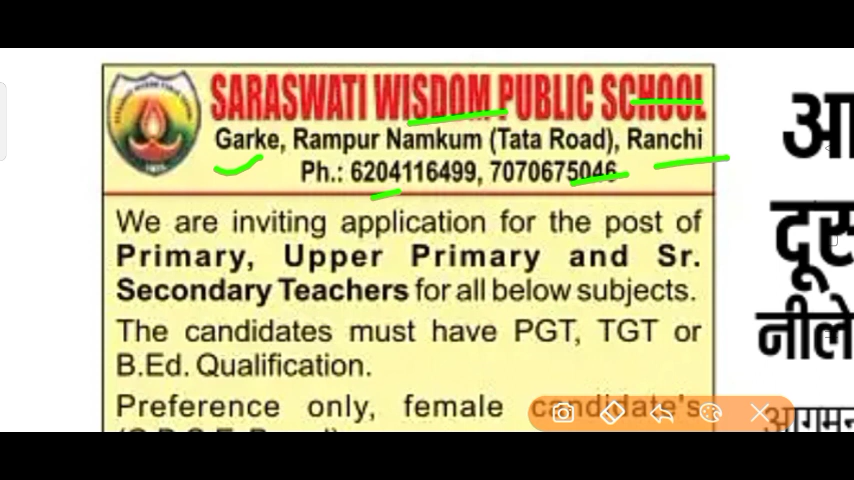 SARASWATI WISDOM PUBLIC SCHOOL
Garke, Rampur Namkum (Tata Road), Ranchi
Ph.: 6204116499, 7070675046
We are inviting application for the post of
Primary, Upper Primary and Sr.
Secondary Teachers for all below subjects.
The candidates must have PGT, TGT or
B.Ed. Qualification.
Preference only, female candidate's